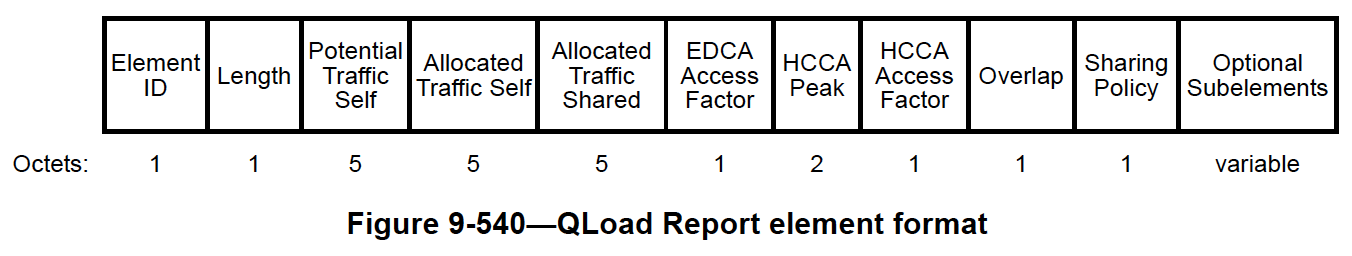 Element ID
Length
Potential Traffic Self
Allocated Traffic Self
Allocated Traffic Shared
EDCA Access Factor
HCCA Peak
HCCA Access Factor
Overlap
Sharing Policy
Optional Subelements
Octets: 1 1 5 5 5 1 2 1 1 1 variable
Figure 9-540—QLoad Report element format